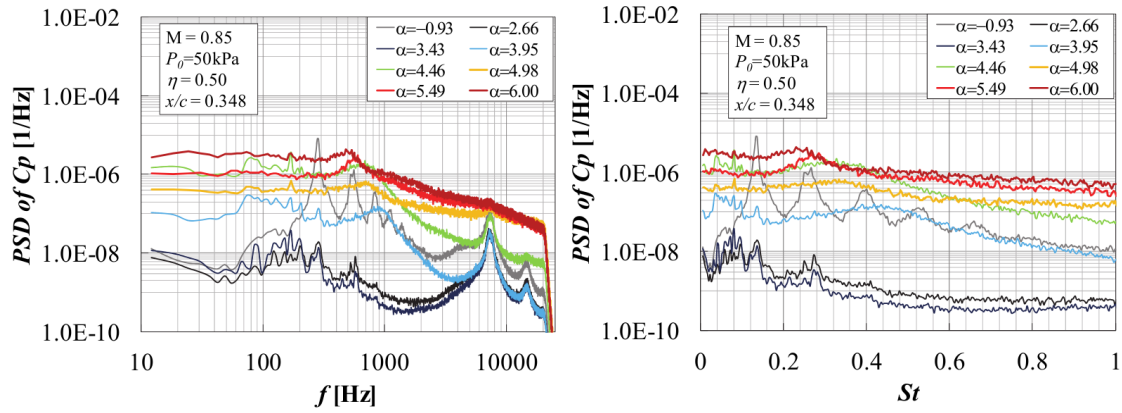 1.0E-02
1.0E-04
1.0E-06
1.0E-08
1.0E-10
PSD of Cp [1/Hz]
M = 0.85
P0=50kPa
η = 0.50
x/c = 0.348
α=−0.93 α=2.66
α=3.43 α=3.95
α=4.46 α=4.98
α=5.49 α=6.00
10 100 1000 10000
f [Hz]
1.0E-02
1.0E-04
1.0E-06
1.0E-08
1.0E-10
PSD of Cp [1/Hz]
M = 0.85
P0=50kPa
η = 0.50
x/c = 0.348
α=−0.93 α=2.66
α=3.43 α=3.95
α=4.46 α=4.98
α=5.49 α=6.00
0 0.2 0.4 0.6 0.8 1
St